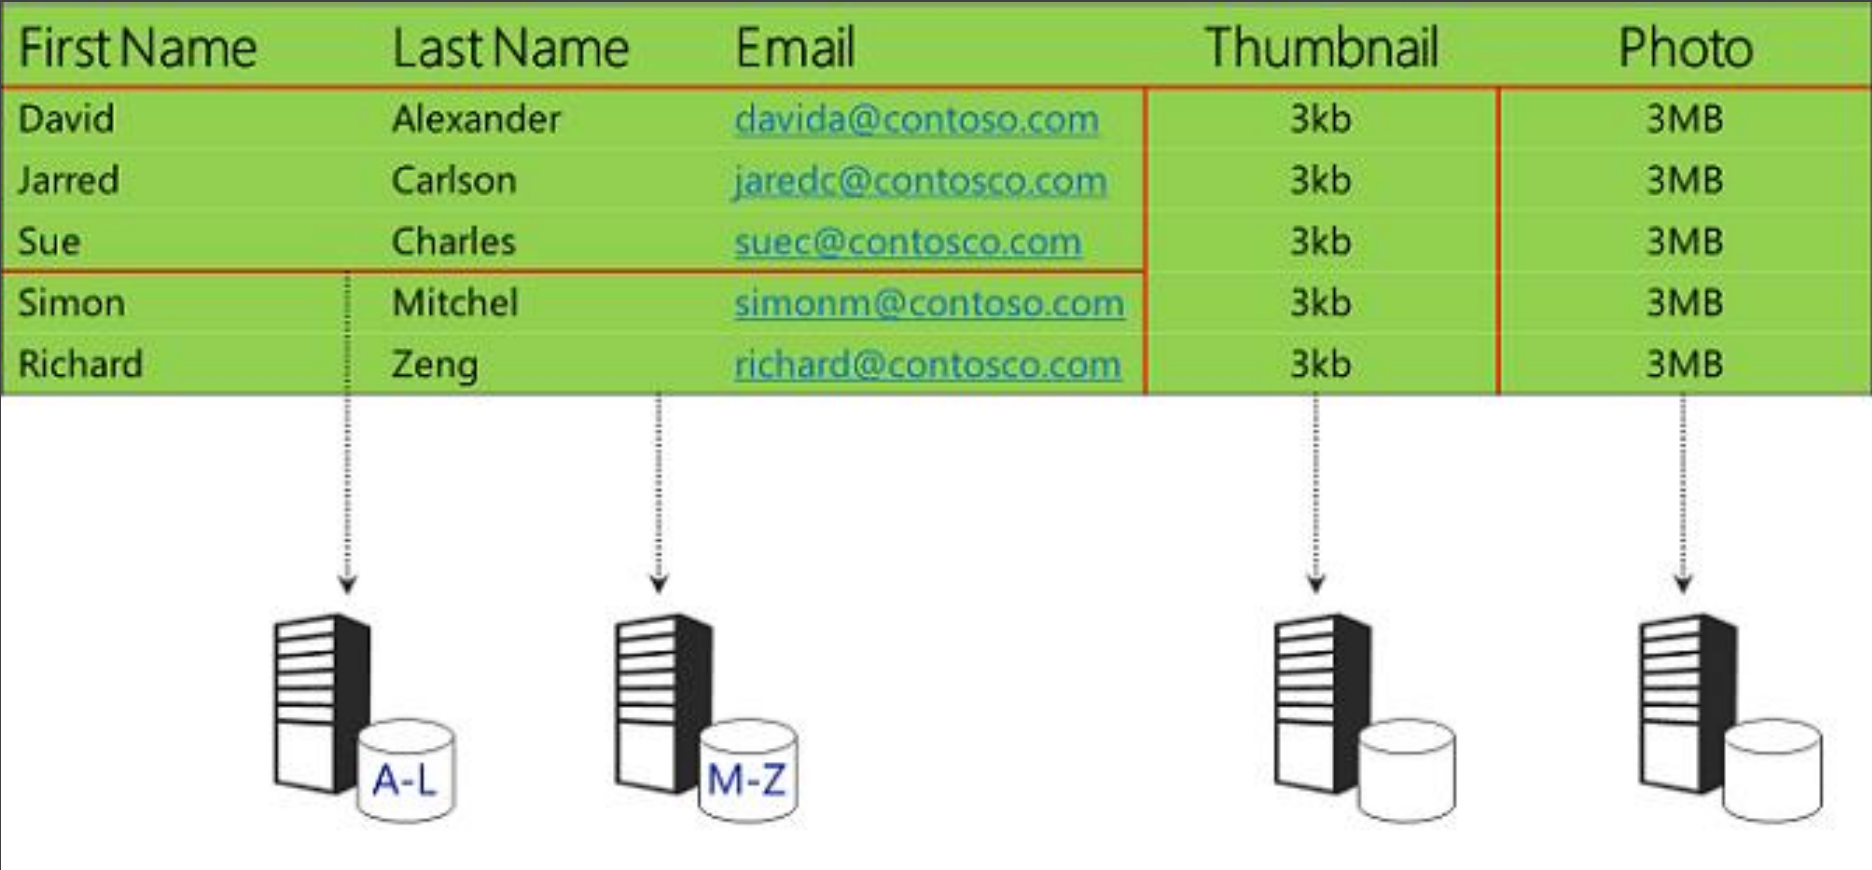 First Name Last Name Email Thumbnail Photo
David Alexander davida@contoso.com 3kb 3MB
Jarred Carlson jaredc@contosco.com 3kb 3MB
Sue Charles suec@contosco.com 3kb 3MB
Simon Mitchel simonm@contoso.com 3kb 3MB
Richard Zeng richard@contosco.com 3kb 3MB
A-L M-Z